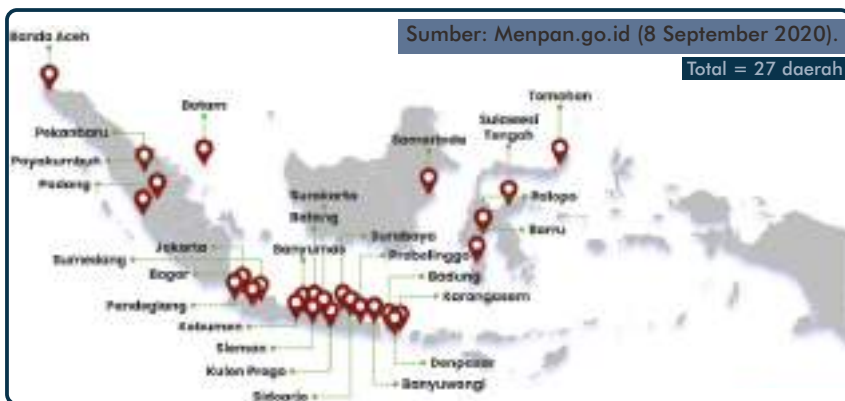 Sumber: Menpan.go.id (8 September 2020).
Total = 27 daerah
Banda Aceh
Batam
Tomohon
Sulawesi
Tengah
Pekanbaru
Samarinda
Payakumbuh
Padang
Palopo
Surakarta
Batang
Barru
Jakarta
Banyumas
Surabaya
Sumedang
Probolinggo
Bogor
Badung
Karangasem
Pandeglang
Kebumen
Sleman
Denpasar
Kulon Progo
Banyuwangi
Sidoarjo